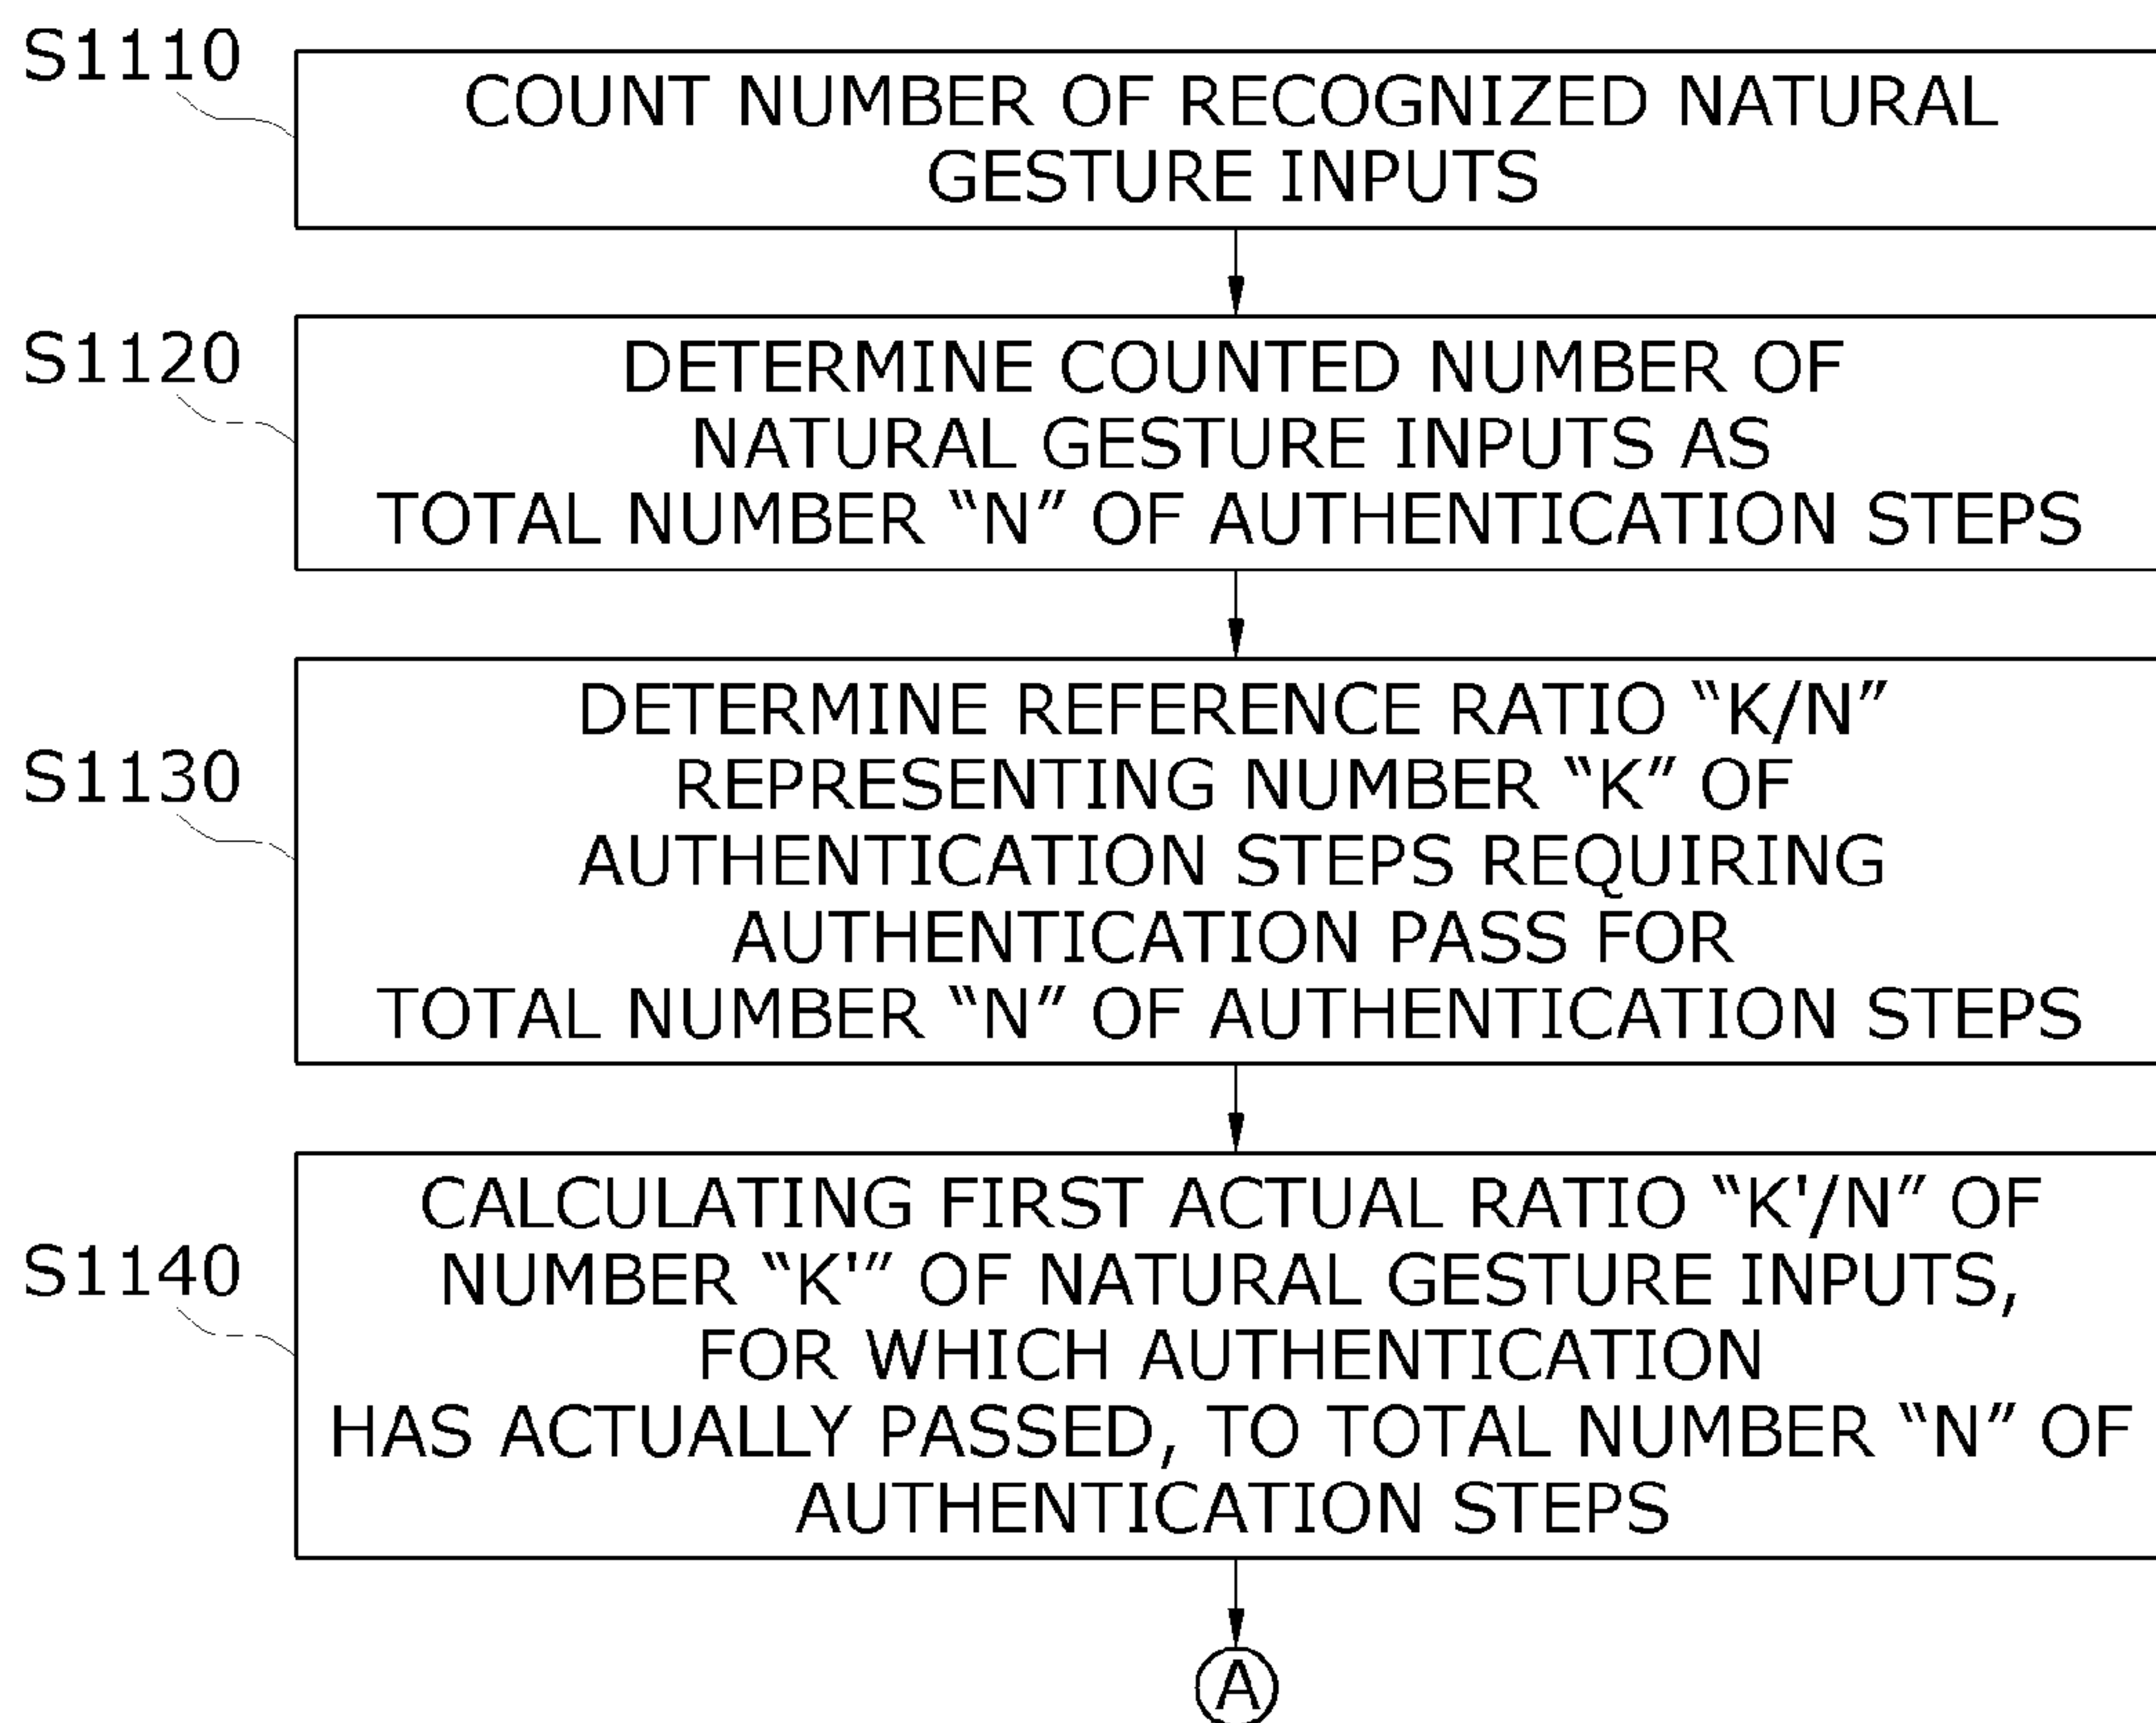 S1110
COUNT NUMBER OF RECOGNIZED NATURAL
GESTURE INPUTS
S1120
DETERMINE COUNTED NUMBER OF
NATURAL GESTURE INPUTS AS
TOTAL NUMBER “N” OF AUTHENTICATION STEPS
S1130
DETERMINE REFERENCE RATIO “K/N”
REPRESENTING NUMBER “K” OF
AUTHENTICATION STEPS REQUIRING
AUTHENTICATION PASS FOR
TOTAL NUMBER “N” OF AUTHENTICATION STEPS
S1140
CALCULATING FIRST ACTUAL RATIO “K'/N” OF
NUMBER “K'” OF NATURAL GESTURE INPUTS,
FOR WHICH AUTHENTICATION
HAS ACTUALLY PASSED, TO TOTAL NUMBER “N” OF
AUTHENTICATION STEPS
A